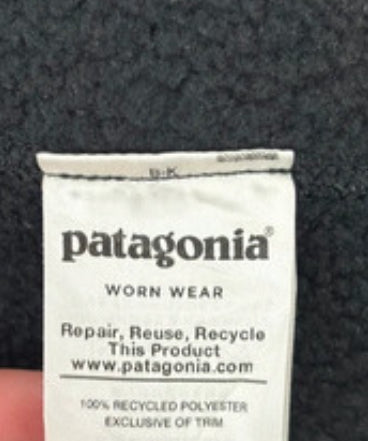 patagonia®
WORN WEAR
Repair, Reuse, Recycle
This Product
www.patagonia.com
100% RECYCLED POLYESTER
EXCLUSIVE OF TRIM